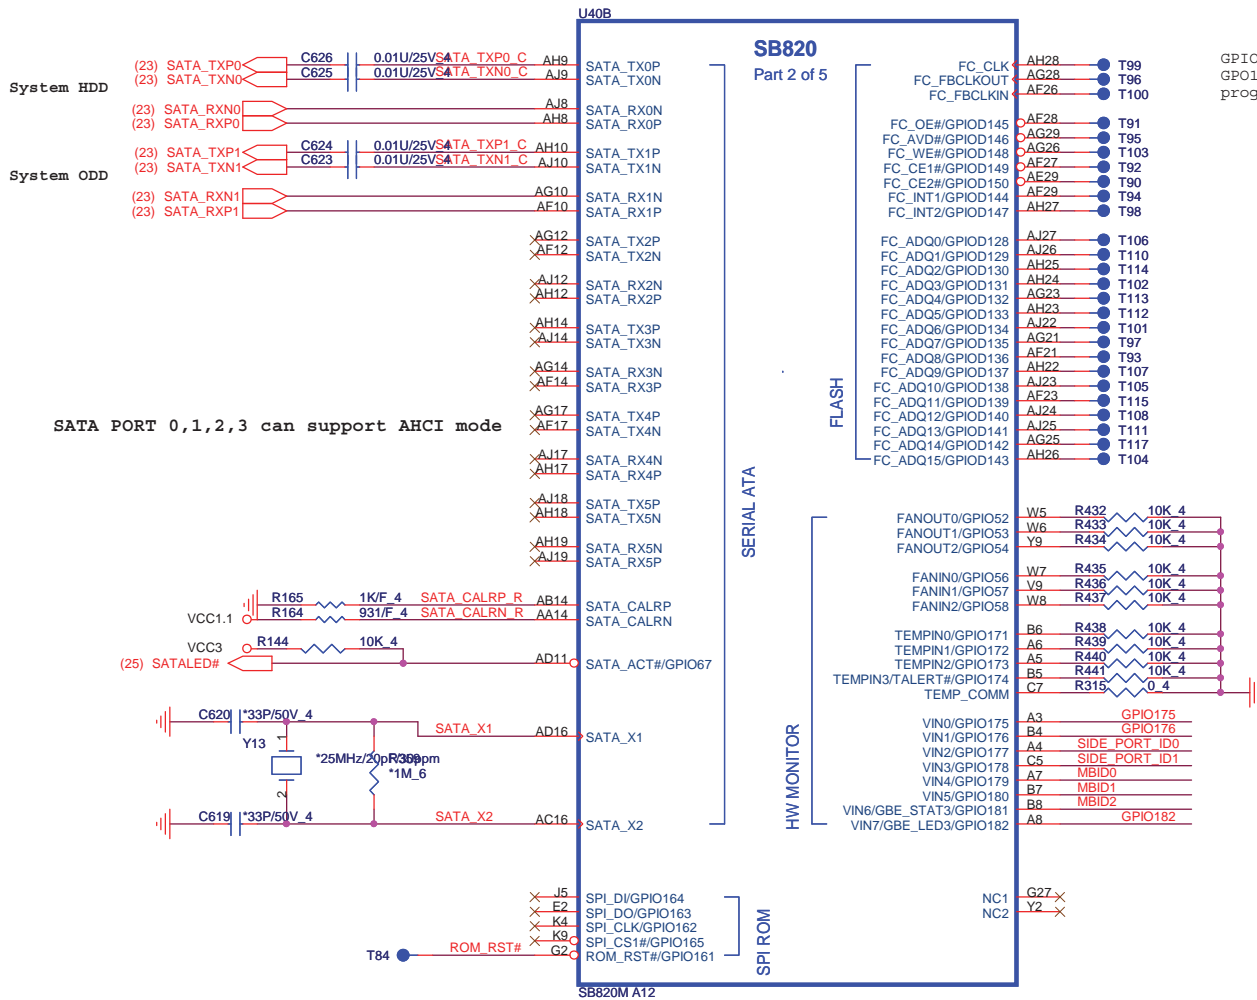 U40B
SB820
Part 2 of 5
System HDD
(23) SATA_TXP0 C626 0.01U/25V_4 SATA_TXP0_C AH9 SATA_TX0P
(23) SATA_TXN0 C625 0.01U/25V_4 SATA_TXN0_C AJ9 SATA_TX0N
(23) SATA_RXN0 AJ8 SATA_RX0N
(23) SATA_RXP0 AH8 SATA_RX0P
System ODD
(23) SATA_TXP1 C624 0.01U/25V_4 SATA_TXP1_C AH10 SATA_TX1P
(23) SATA_TXN1 C623 0.01U/25V_4 SATA_TXN1_C AJ10 SATA_TX1N
(23) SATA_RXN1 AG10 SATA_RX1N
(23) SATA_RXP1 AF10 SATA_RX1P
AG12 SATA_TX2P
AF12 SATA_TX2N
AJ12 SATA_RX2N
AH12 SATA_RX2P
AH14 SATA_TX3P
AJ14 SATA_TX3N
AG14 SATA_RX3N
AF14 SATA_RX3P
SATA PORT 0,1,2,3 can support AHCI mode
AG17 SATA_TX4P
AF17 SATA_TX4N
AJ17 SATA_RX4N
AH17 SATA_RX4P
AJ18 SATA_TX5P
AH18 SATA_TX5N
AH19 SATA_RX5N
AJ19 SATA_RX5P
R165 1K/F_4 SATA_CALRP_R AB14 SATA_CALRP
VCC1.1 R164 931/F_4 SATA_CALRN_R AA14 SATA_CALRN
VCC3 R144 10K_4
(25) SATALED# AD11 SATA_ACT#/GPIO67
C620 *33P/50V_4 SATA_X1 AD16 SATA_X1
Y13 1
*25MHz/20pF/30ppm
*1M_6
2
C619 *33P/50V_4 SATA_X2 AC16 SATA_X2
SERIAL ATA
J5 SPI_DI/GPIO164
E2 SPI_DO/GPIO163
K4 SPI_CLK/GPIO162
K9 SPI_CS1#/GPIO165
T84 ROM_RST# G2 ROM_RST#/GPIO161
SPI ROM
SB820M A12
FC_CLK AH28 T99
FC_FBCLKOUT AG28 T96
FC_FBCLKIN AF26 T100
GPIO
GPO1
prog
FC_OE#/GPIOD145 AF28 T91
FC_AVD#/GPIOD146 AG29 T95
FC_WE#/GPIOD148 AG26 T103
FC_CE1#/GPIOD149 AF27 T92
FC_CE2#/GPIOD150 AE29 T90
FC_INT1/GPIOD144 AF29 T94
FC_INT2/GPIOD147 AH27 T98
FC_ADQ0/GPIOD128 AJ27 T106
FC_ADQ1/GPIOD129 AJ26 T110
FC_ADQ2/GPIOD130 AH25 T114
FC_ADQ3/GPIOD131 AH24 T102
FC_ADQ4/GPIOD132 AG23 T113
FC_ADQ5/GPIOD133 AH23 T112
FC_ADQ6/GPIOD134 AJ22 T101
FC_ADQ7/GPIOD135 AG21 T97
FC_ADQ8/GPIOD136 AF21 T93
FC_ADQ9/GPIOD137 AH22 T107
FC_ADQ10/GPIOD138 AJ23 T105
FC_ADQ11/GPIOD139 AF23 T115
FC_ADQ12/GPIOD140 AJ24 T108
FC_ADQ13/GPIOD141 AJ25 T111
FC_ADQ14/GPIOD142 AG25 T117
FC_ADQ15/GPIOD143 AH26 T104
FLASH
FANOUT0/GPIO52 W5 R432 10K_4
FANOUT1/GPIO53 W6 R433 10K_4
FANOUT2/GPIO54 Y9 R434 10K_4
FANIN0/GPIO56 W7 R435 10K_4
FANIN1/GPIO57 V9 R436 10K_4
FANIN2/GPIO58 W8 R437 10K_4
TEMPIN0/GPIO171 B6 R438 10K_4
TEMPIN1/GPIO172 A6 R439 10K_4
TEMPIN2/GPIO173 A5 R440 10K_4
TEMPIN3/TALERT#/GPIO174 B5 R441 10K_4
TEMP_COMM C7 R315 0_4
VIN0/GPIO175 A3 GPIO175
VIN1/GPIO176 B4 GPIO176
VIN2/GPIO177 A4 SIDE_PORT_ID0
VIN3/GPIO178 C5 SIDE_PORT_ID1
VIN4/GPIO179 A7 MBID0
VIN5/GPIO180 B7 MBID1
VIN6/GBE_STAT3/GPIO181 B8 MBID2
VIN7/GBE_LED3/GPIO182 A8 GPIO182
HW MONITOR
NC1 G27
NC2 Y2